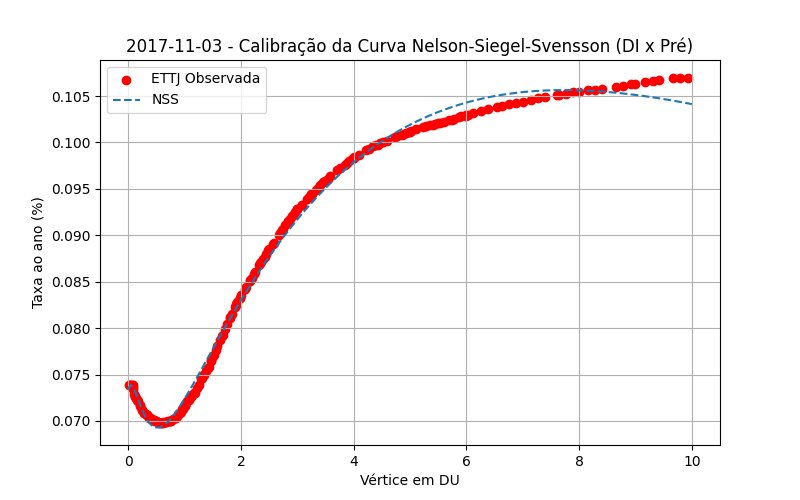 2017-11-03 - Calibração da Curva Nelson-Siegel-Svensson (DI x Pré)
ETTJ Observada
NSS
Taxa ao ano (%)
0.105
0.100
0.095
0.090
0.085
0.080
0.075
0.070
0
2
4
6
8
10
Vértice em DU